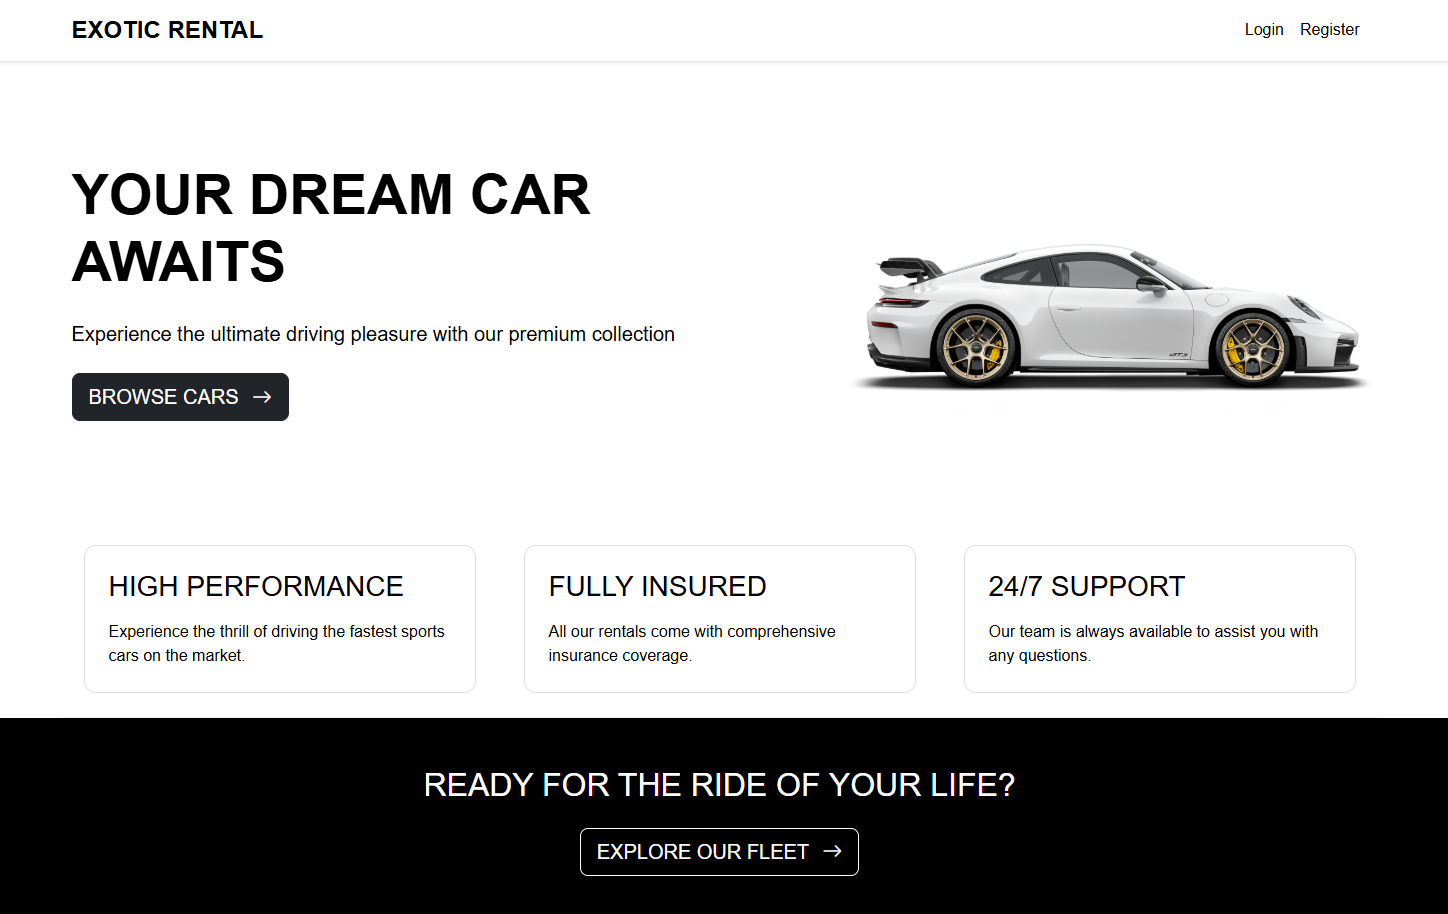 EXOTIC RENTAL
Login
Register
YOUR DREAM CAR
AWAITS
Experience the ultimate driving pleasure with our premium collection
BROWSE CARS →
GT3
HIGH PERFORMANCE
Experience the thrill of driving the fastest sports
cars on the market.
FULLY INSURED
All our rentals come with comprehensive
insurance coverage.
24/7 SUPPORT
Our team is always available to assist you with
any questions.
READY FOR THE RIDE OF YOUR LIFE?
EXPLORE OUR FLEET →